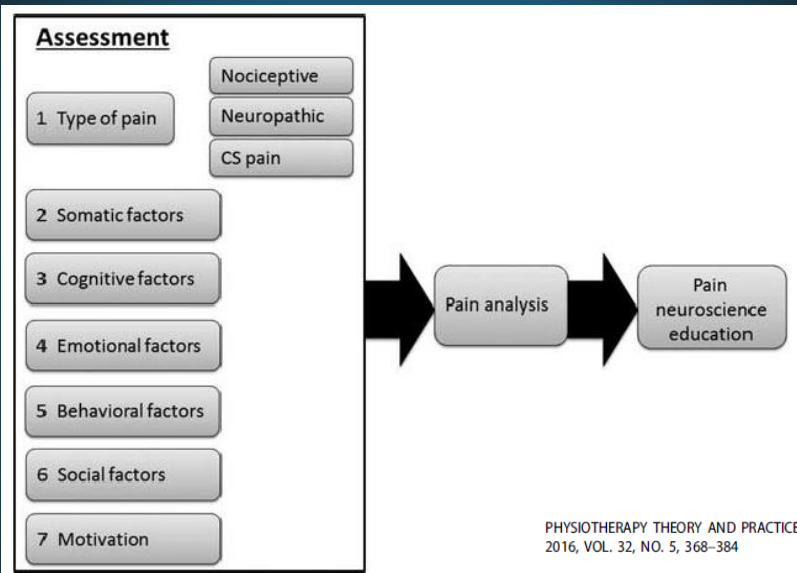 Assessment
1 Type of pain
Nociceptive
Neuropathic
CS pain
2 Somatic factors
3 Cognitive factors
4 Emotional factors
5 Behavioral factors
6 Social factors
7 Motivation
Pain analysis
Pain
neuroscience
education
PHYSIOTHERAPY THEORY AND PRACTICE
2016, VOL. 32, NO. 5, 368–384